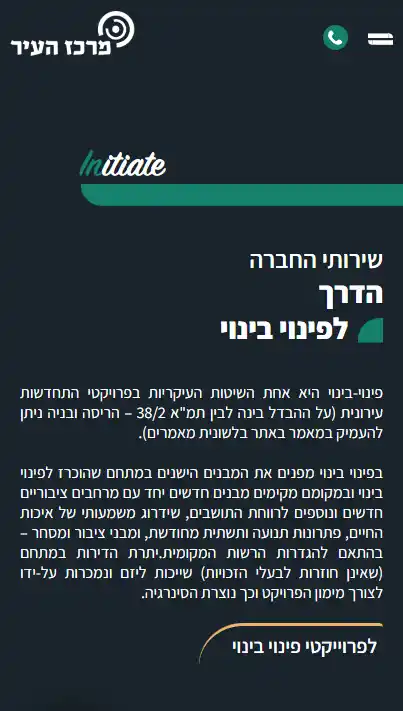 מרכז העיר
Initiate
שירותי החברה
הדרך
לפינוי בינוי
פינוי-בינוי היא אחת השיטות העיקריות בפרויקטי התחדשות
עירונית (על ההבדל בינה לבין תמ"א 38/2 – הריסה ובניה ניתן
להעמיק במאמר באתר בלשונית מאמרים).
בפינוי בינוי מפנים את המבנים הישנים במתחם שהוכרז לפינוי
בינוי ובמקומם מקימים מבנים חדשים יחד עם מרחבים ציבוריים
חדשים ונוספים לרווחת התושבים, שידרוג משמעותי של איכות
החיים, פתרונות תנועה ותשתית מחודשת, ומבני ציבור ומסחר –
בהתאם להגדרות הרשות המקומית.יתרת הדירות במתחם
(שאינן חוזרות לבעלי הזכויות) שייכות ליזם ונמכרות על-ידו
לצורך מימון הפרויקט וכך נוצרת הסינרגיה.
לפרוייקטי פינוי בינוי